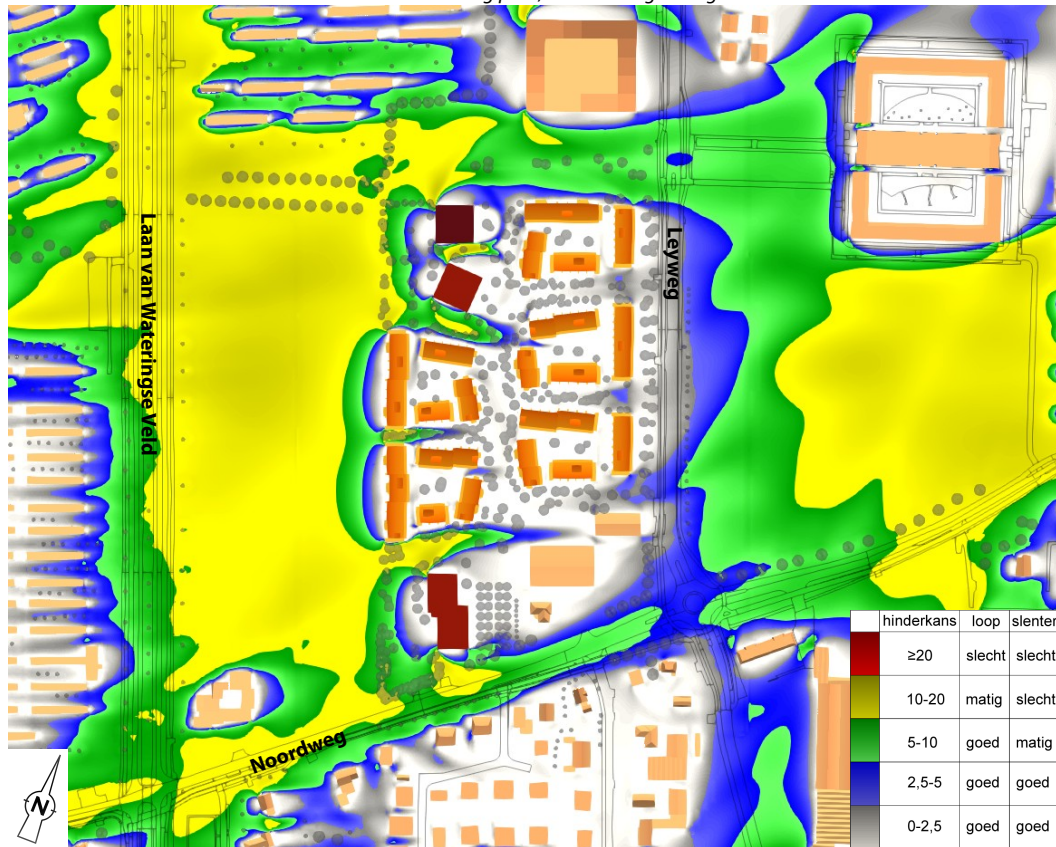 Laan van Wateringse Veld
Leyweg
Noordweg
N
hinderkans loop slenter
≥20 slecht slecht
10-20 matig slecht
5-10 goed matig
2,5-5 goed goed
0-2,5 goed goed